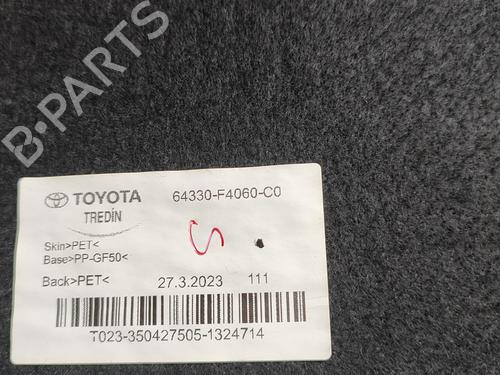 B-PARTS
TOYOTA 64330-F4060-C0
TREDİN
Skin>PET<
Base>PP-GF50<
Back>PET< 27.3.2023 111
T023-350427505-1324714